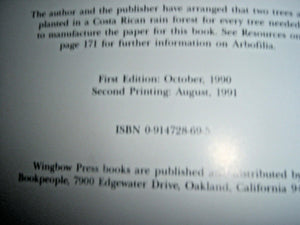 The author and the publisher have arranged that two trees
planted in a Costa Rican rain forest for every tree needed
to manufacture the paper for this book. See Resources on
page 171 for further information on Arbofilia.
First Edition: October, 1990
Second Printing: August, 1991
ISBN 0-914728-69-
Wingbow Press books are published and distributed by
Bookpeople, 7900 Edgewater Drive, Oakland, California 94